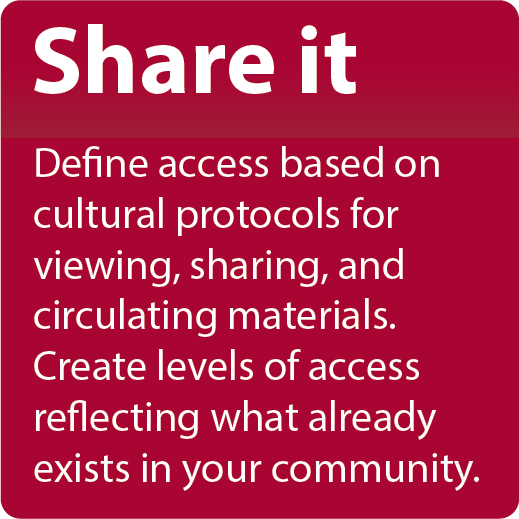 Share it
Define access based on
cultural protocols for
viewing, sharing, and
circulating materials.
Create levels of access
reflecting what already
exists in your community.